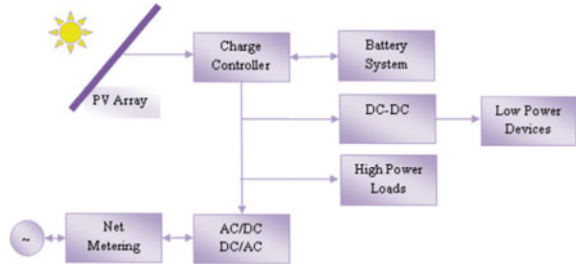 Charge
Controller
Battery
System
PV Array
DC-DC
Low Power
Devices
High Power
Loads
~
Net
Metering
AC/DC
DC/AC